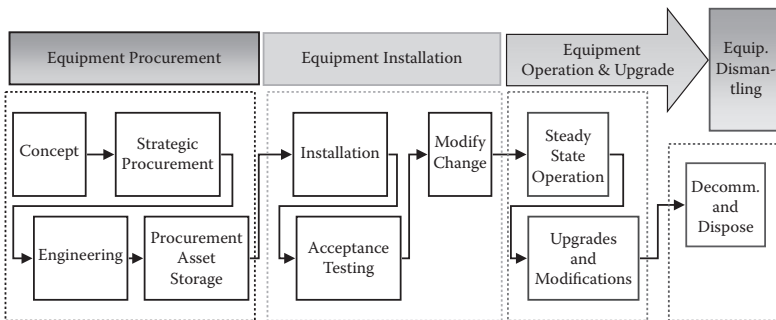 Equipment Procurement
Equipment Installation
Equipment
Operation & Upgrade
Equip.
Disman-
tling
Concept
Strategic
Procurement
Engineering
Procurement
Asset
Storage
Installation
Acceptance
Testing
Modify
Change
Steady
State
Operation
Upgrades
and
Modifications
Decomm.
and
Dispose